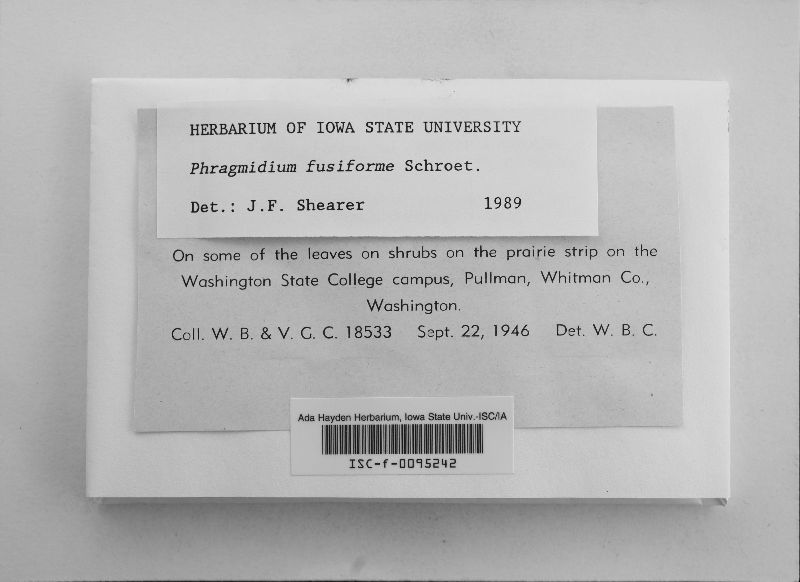 HERBARIUM OF IOWA STATE UNIVERSITY
Phragmidium fusiforme Schroet.
Det.: J.F. Shearer 1989
On some of the leaves on shrubs on the prairie strip on the
Washington State College campus, Pullman, Whitman Co.,
Washington.
Coll. W. B. & V. G. C. 18533 Sept. 22, 1946 Det. W. B. C.
Ada Hayden Herbarium, Iowa State Univ.-ISC/IA
ISC-f-0095242